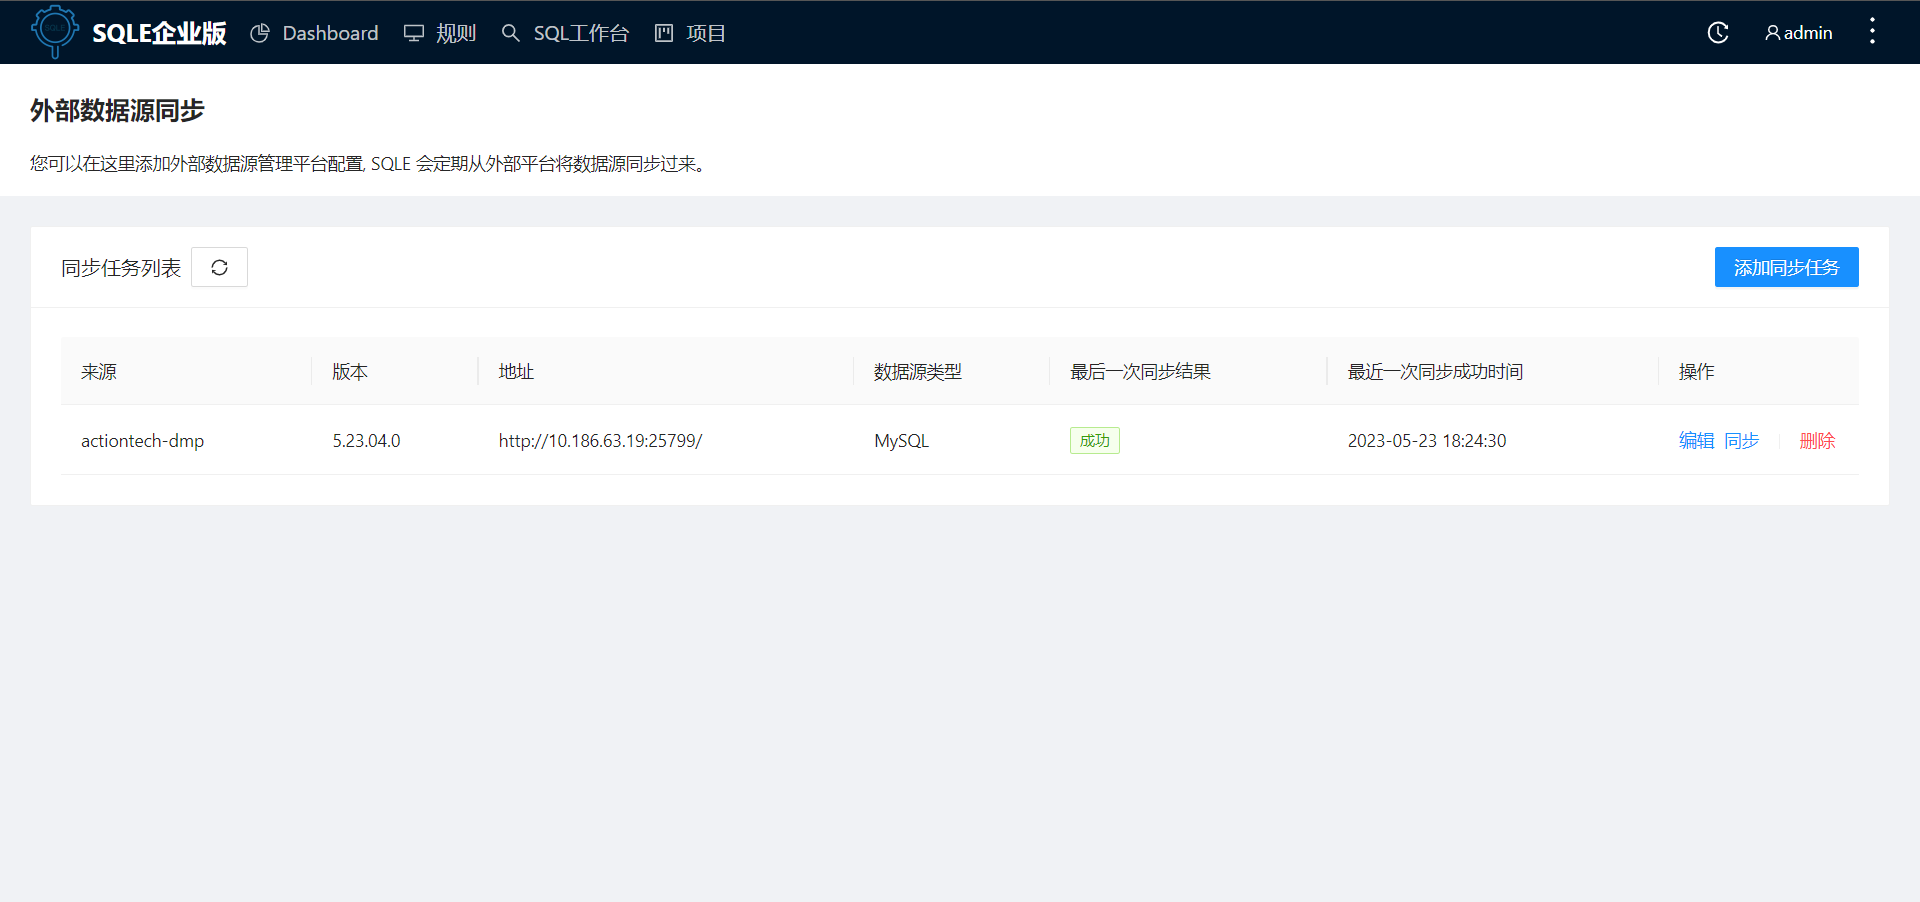 SQLE企业版 Dashboard 规则 SQL工作台 项目 admin
外部数据源同步
您可以在这里添加外部数据源管理平台配置, SQLE 会定期从外部平台将数据源同步过来。
同步任务列表 添加同步任务
来源 版本 地址 数据源类型 最后一次同步结果 最近一次同步成功时间 操作
actiontech-dmp 5.23.04.0 http://10.186.63.19:25799/ MySQL 成功 2023-05-23 18:24:30 编辑 同步 删除